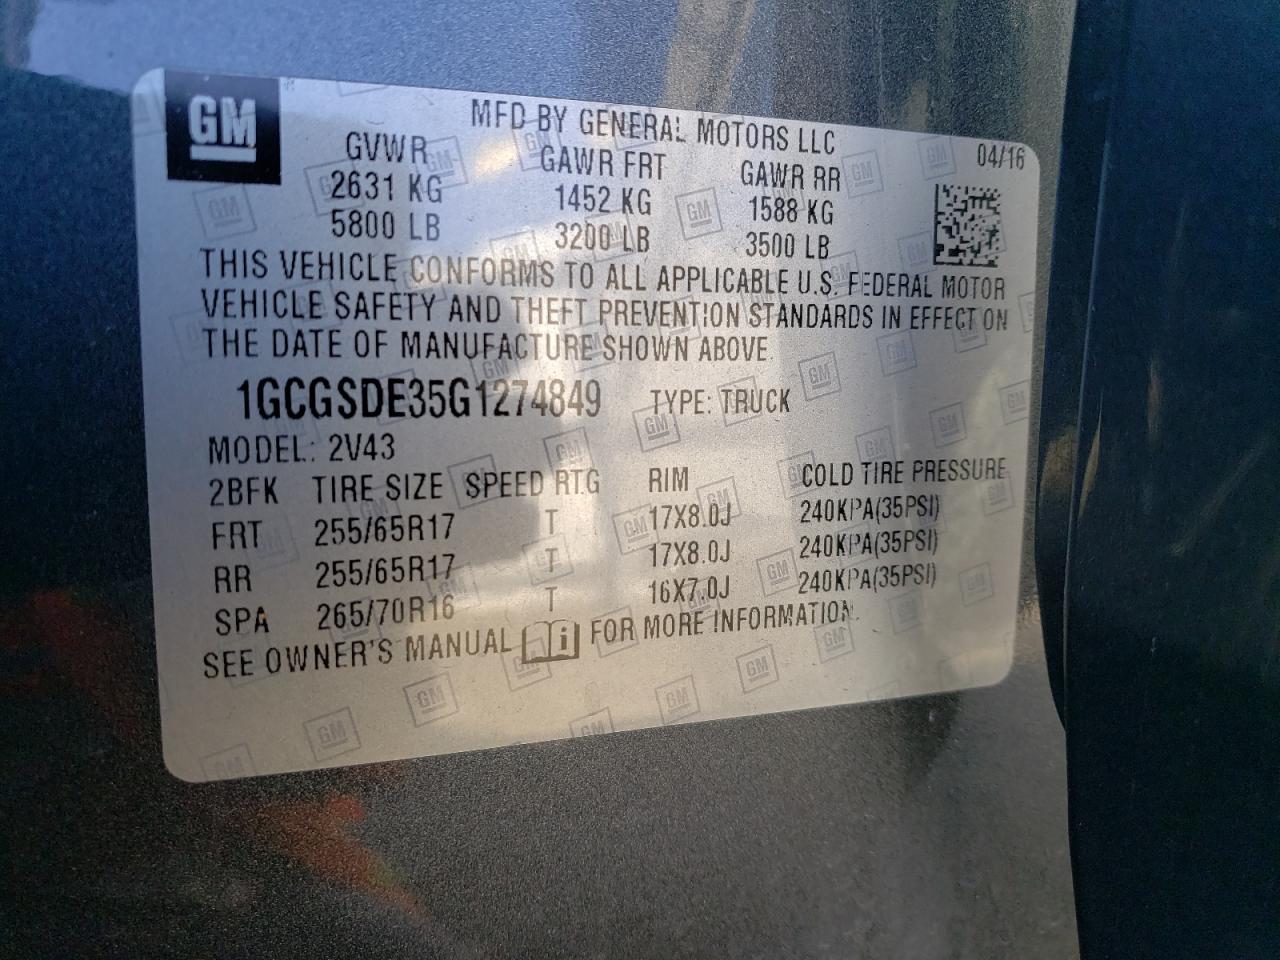 GM
MFD BY GENERAL MOTORS LLC
04/16
GVWR GAWR FRT GAWR RR
2631 KG 1452 KG 1588 KG
5800 LB 3200 LB 3500 LB
THIS VEHICLE CONFORMS TO ALL APPLICABLE U.S. FEDERAL MOTOR
VEHICLE SAFETY AND THEFT PREVENTION STANDARDS IN EFFECT ON
THE DATE OF MANUFACTURE SHOWN ABOVE.
1GCGSDE35G1274849 TYPE: TRUCK
MODEL: 2V43
2BFK TIRE SIZE SPEED RTG RIM COLD TIRE PRESSURE
FRT 255/65R17 T 17X8.0J 240KPA(35PSI)
RR 255/65R17 T 17X8.0J 240KPA(35PSI)
SPA 265/70R16 T 16X7.0J 240KPA(35PSI)
SEE OWNER'S MANUAL i FOR MORE INFORMATION.